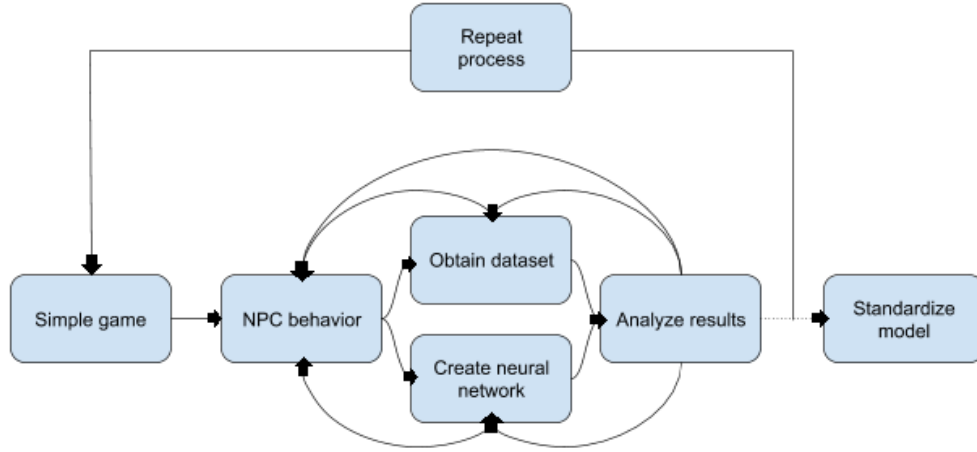 Repeat
process
Simple game
NPC behavior
Obtain dataset
Create neural
network
Analyze results
Standardize
model